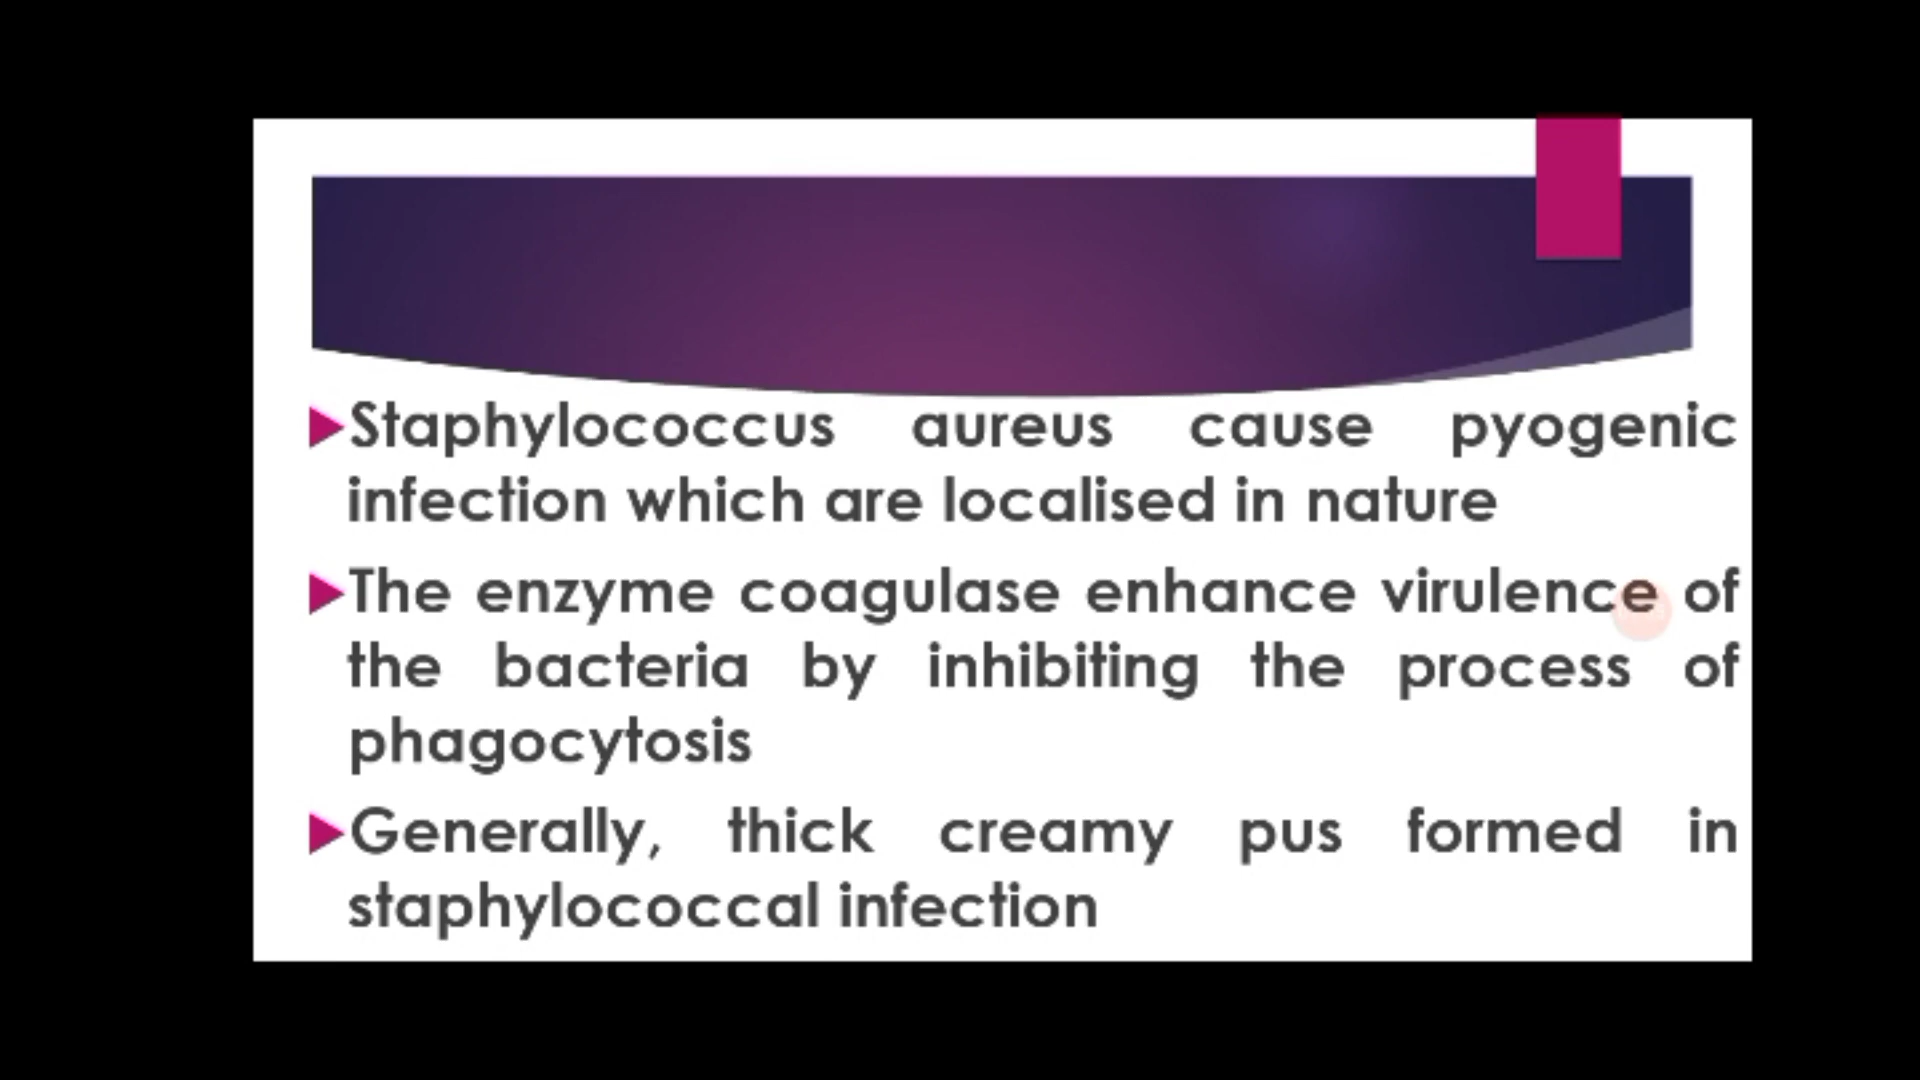 Staphylococcus aureus cause pyogenic
infection which are localised in nature
The enzyme coagulase enhance virulence of
the bacteria by inhibiting the process of
phagocytosis
Generally, thick creamy pus formed in
staphylococcal infection